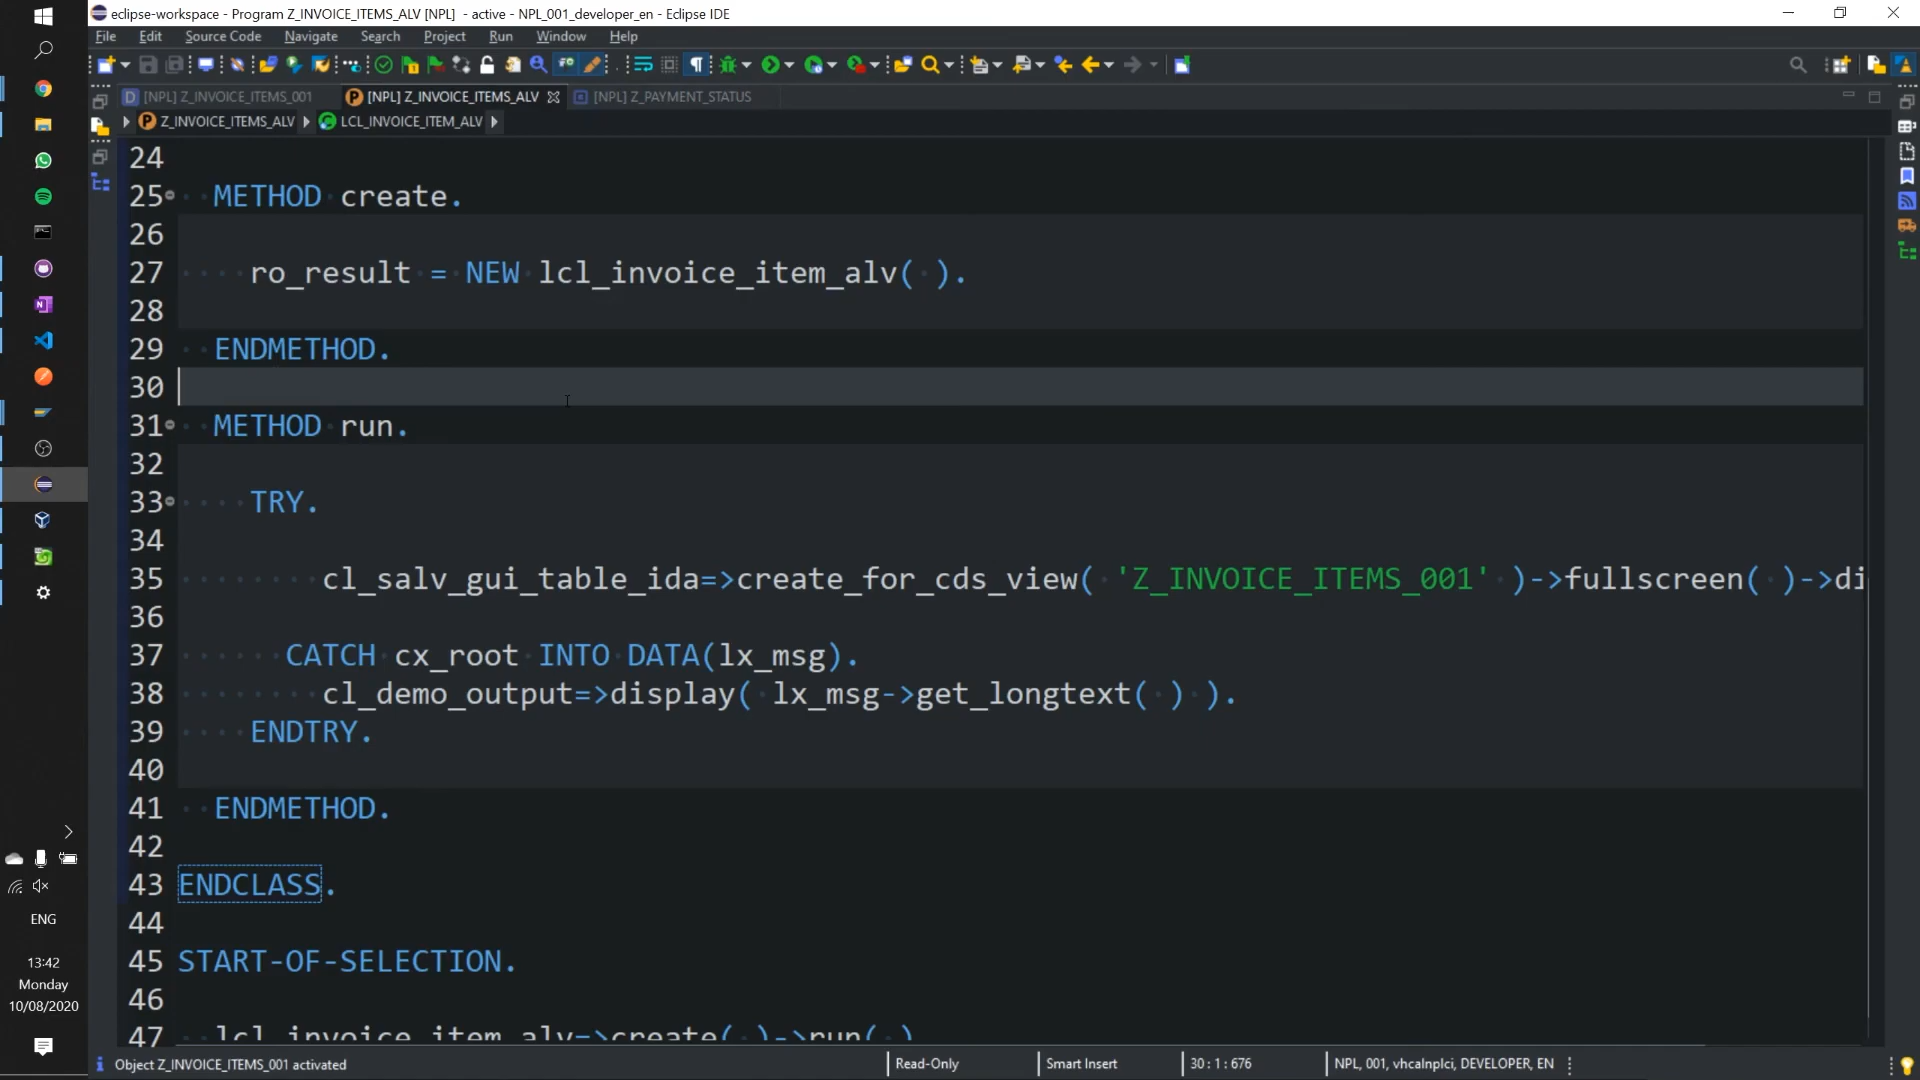 eclipse-workspace - Program Z_INVOICE_ITEMS_ALV [NPL] - active - NPL_001_developer_en - Eclipse IDE
File Edit Source Code Navigate Search Project Run Window Help
[NPL] Z_INVOICE_ITEMS_001 [NPL] Z_INVOICE_ITEMS_ALV [NPL] Z_PAYMENT_STATUS
Z_INVOICE_ITEMS_ALV LCL_INVOICE_ITEM_ALV
24
25 METHOD create.
26
27 ro_result = NEW lcl_invoice_item_alv( ).
28
29 ENDMETHOD.
30
31 METHOD run.
32
33 TRY.
34
35 cl_salv_gui_table_ida=>create_for_cds_view( 'Z_INVOICE_ITEMS_001' )->fullscreen( )->di
36
37 CATCH cx_root INTO DATA(lx_msg).
38 cl_demo_output=>display( lx_msg->get_longtext( ) ).
39 ENDTRY.
40
41 ENDMETHOD.
42
43 ENDCLASS.
44
45 START-OF-SELECTION.
46
47 lcl_invoice_item_alv=>create( )->run( )
ENG
13:42
Monday
10/08/2020
Object Z_INVOICE_ITEMS_001 activated Read-Only Smart Insert 30 : 1 : 676 NPL, 001, vhcalnplci, DEVELOPER, EN